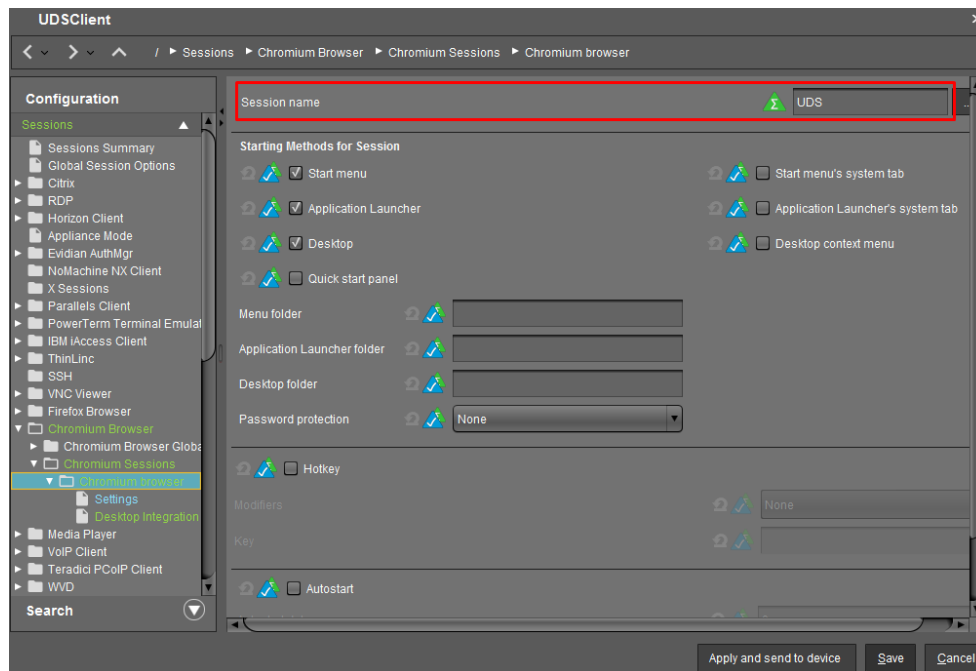 UDSClient
/ Sessions Chromium Browser Chromium Sessions Chromium browser
Configuration
Sessions
Sessions Summary
Global Session Options
Citrix
RDP
Horizon Client
Appliance Mode
Evidian AuthMgr
NoMachine NX Client
X Sessions
Parallels Client
PowerTerm Terminal Emulat
IBM iAccess Client
ThinLinc
SSH
VNC Viewer
Firefox Browser
Chromium Browser
Chromium Browser Globa
Chromium Sessions
Chromium browser
Settings
Desktop Integration
Media Player
VoIP Client
Teradici PCoIP Client
WVD
Search
Session name UDS ...
Starting Methods for Session
Start menu Start menu's system tab
Application Launcher Application Launcher's system tab
Desktop Desktop context menu
Quick start panel
Menu folder
Application Launcher folder
Desktop folder
Password protection None
Hotkey
Modifiers None
Key
Autostart
Apply and send to device Save Cancel